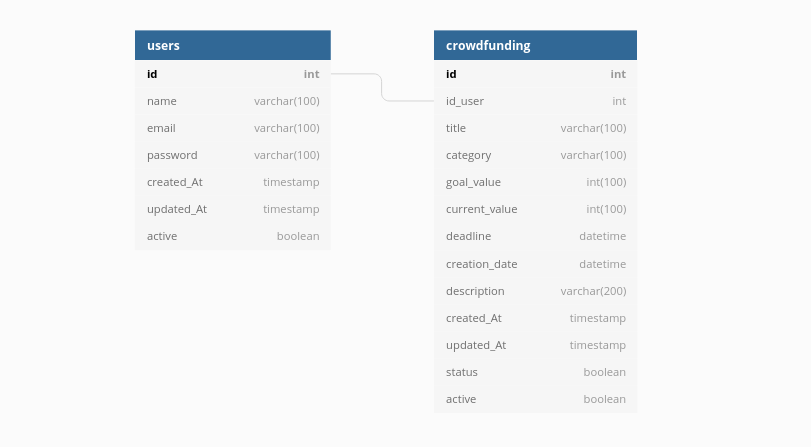 users
id int
name varchar(100)
email varchar(100)
password varchar(100)
created_At timestamp
updated_At timestamp
active boolean
crowdfunding
id int
id_user int
title varchar(100)
category varchar(100)
goal_value int(100)
current_value int(100)
deadline datetime
creation_date datetime
description varchar(200)
created_At timestamp
updated_At timestamp
status boolean
active boolean